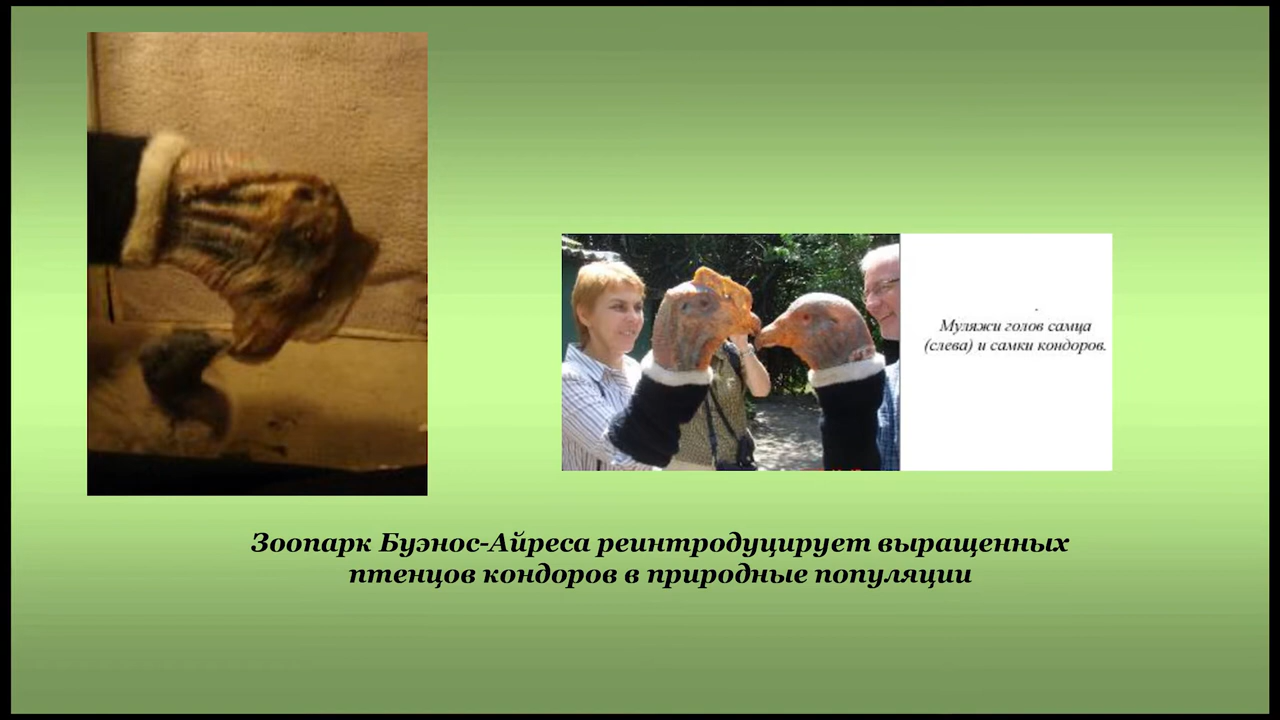 Муляжи голов самца
(слева) и самки кондоров.
Зоопарк Буэнос-Айреса реинтродуцирует выращенных
птенцов кондоров в природные популяции